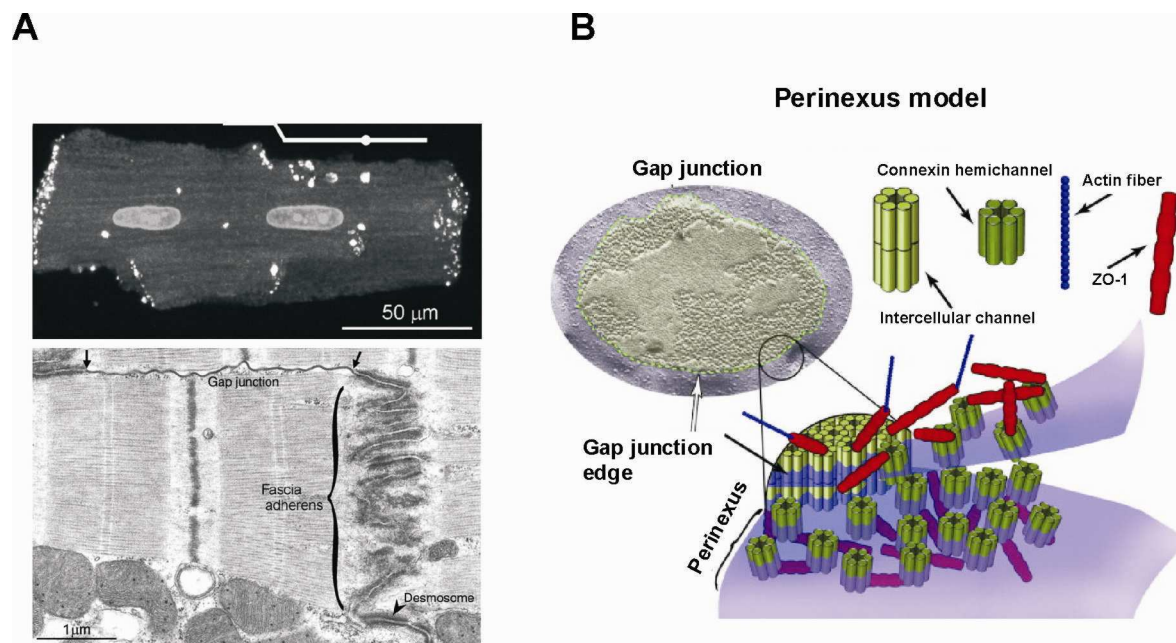 A
50 µm
Gap junction
Fascia
adherens
Desmosome
1µm
B
Perinexus model
Gap junction
Connexin hemichannel
Actin fiber
ZO-1
Intercellular channel
Gap junction
edge
Perinexus